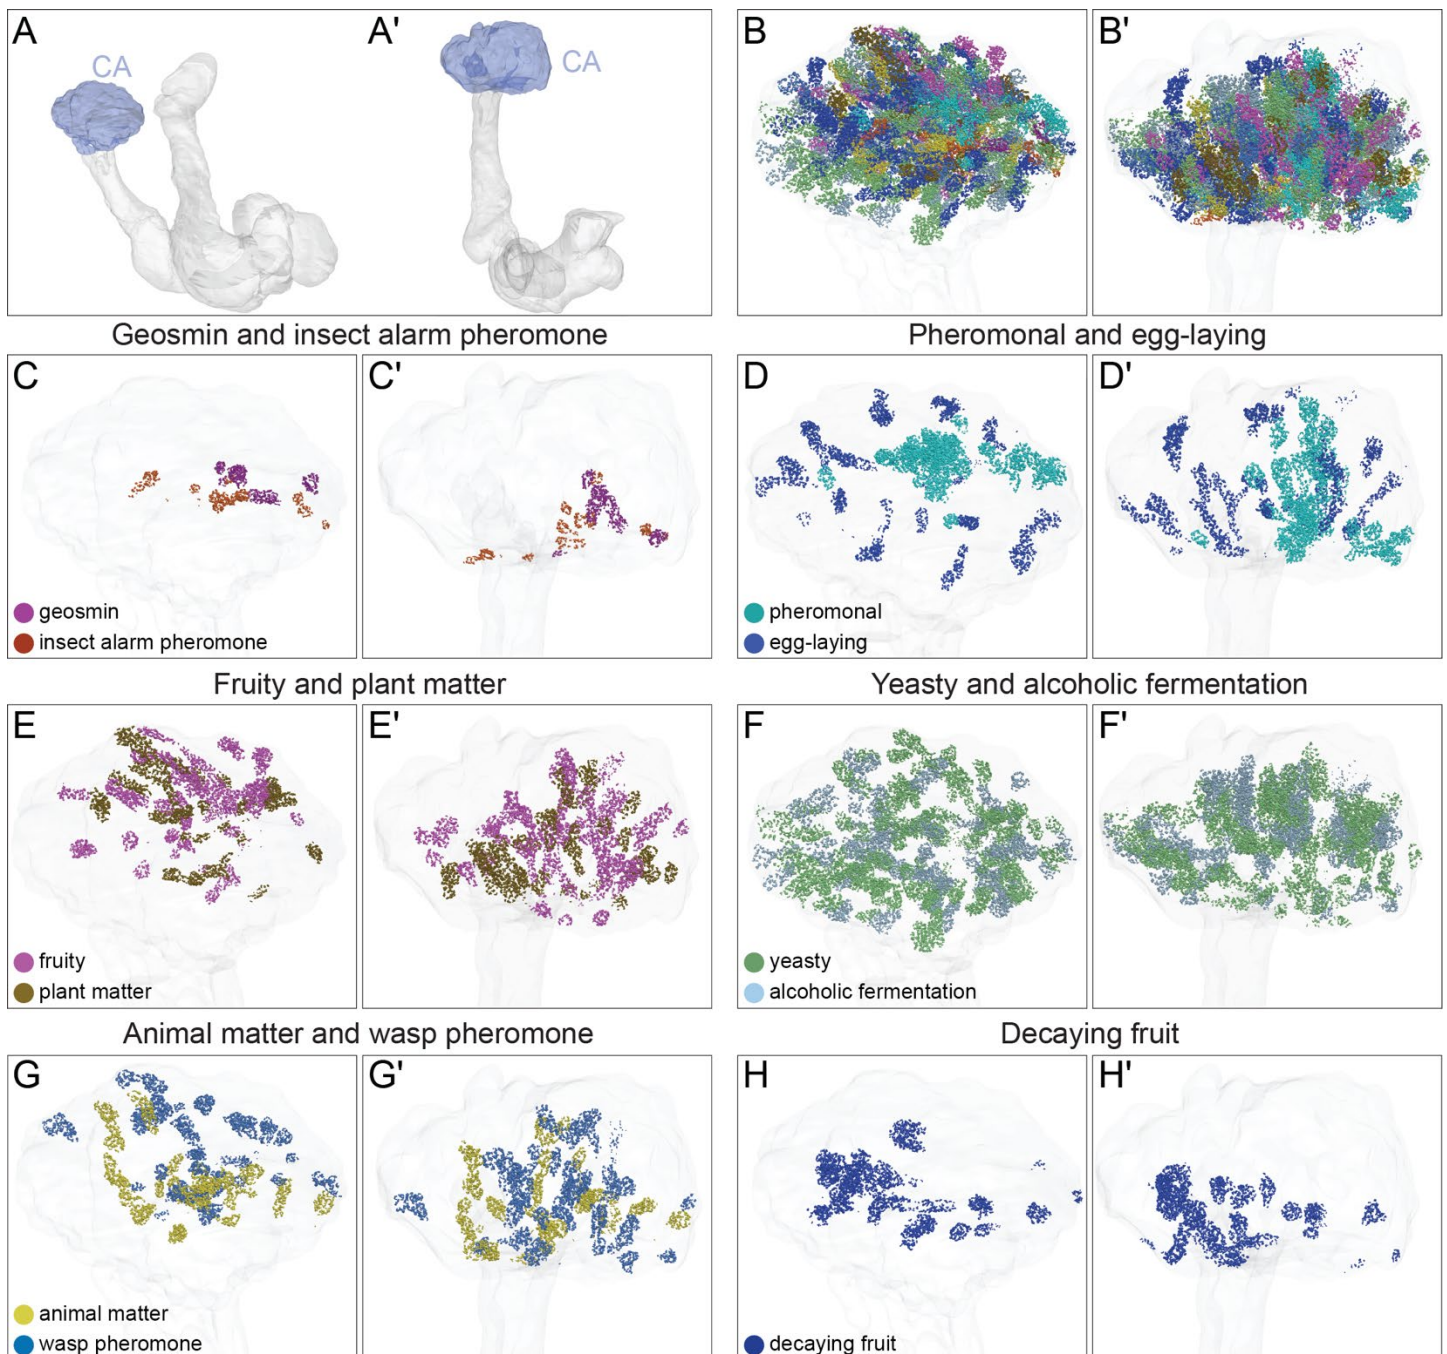 A
CA
A'
CA
B
B'
Geosmin and insect alarm pheromone
Pheromonal and egg-laying
C
geosmin
insect alarm pheromone
C'
D
pheromonal
egg-laying
D'
Fruity and plant matter
Yeasty and alcoholic fermentation
E
fruity
plant matter
E'
F
yeasty
alcoholic fermentation
F'
Animal matter and wasp pheromone
Decaying fruit
G
animal matter
wasp pheromone
G'
H
decaying fruit
H'